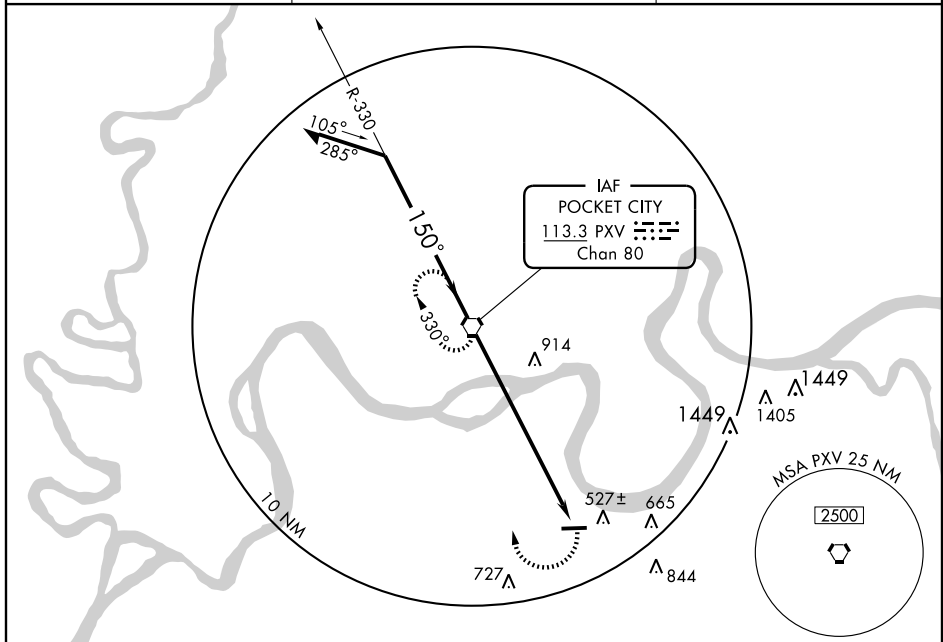 R-330
105°
285°
150°
330°
IAF
POCKET CITY
113.3 PXV
Chan 80
914
1449
1449
1405
10 NM
527±
665
727
844
MSA PXV 25 NM
2500